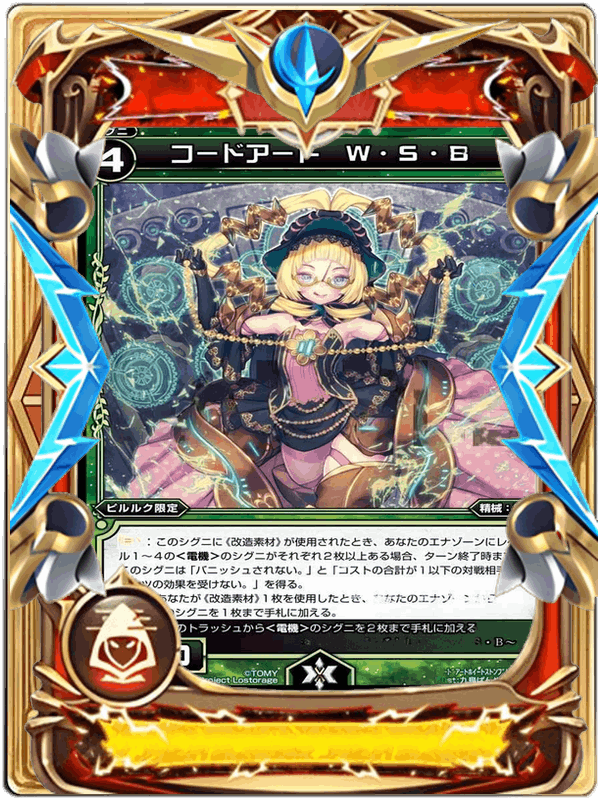 4
コードアート W・S・B
ピルルク限定
精械：
：このシグニに《改造素材》が使用されたとき、あなたのエナゾーンにレ
ル１～４の＜電機＞のシグニがそれぞれ２枚以上ある場合、ターン終了時ま
このシグニは「バニッシュされない。」と「コストの合計が１以下の対戦相
の効果を受けない。」を得る。
あなたが《改造素材》１枚を使用したとき、あなたのエナゾーンから
のシグニを１枚まで手札に加える。
のトラッシュから＜電機＞のシグニを２枚まで手札に加える
・B～
0
©TOMY
Project Lostorage